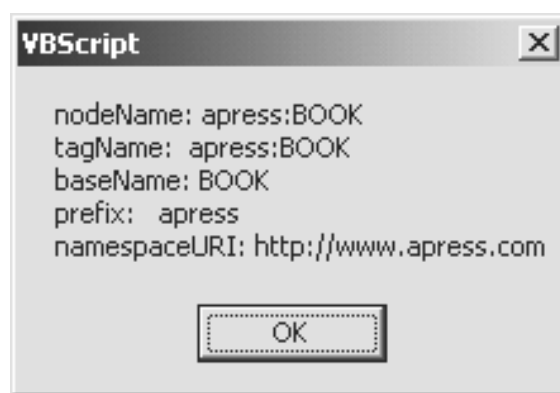 VBScript
nodeName: apress:BOOK
tagName:  apress:BOOK
baseName: BOOK
prefix:   apress
namespaceURI: http://www.apress.com
OK